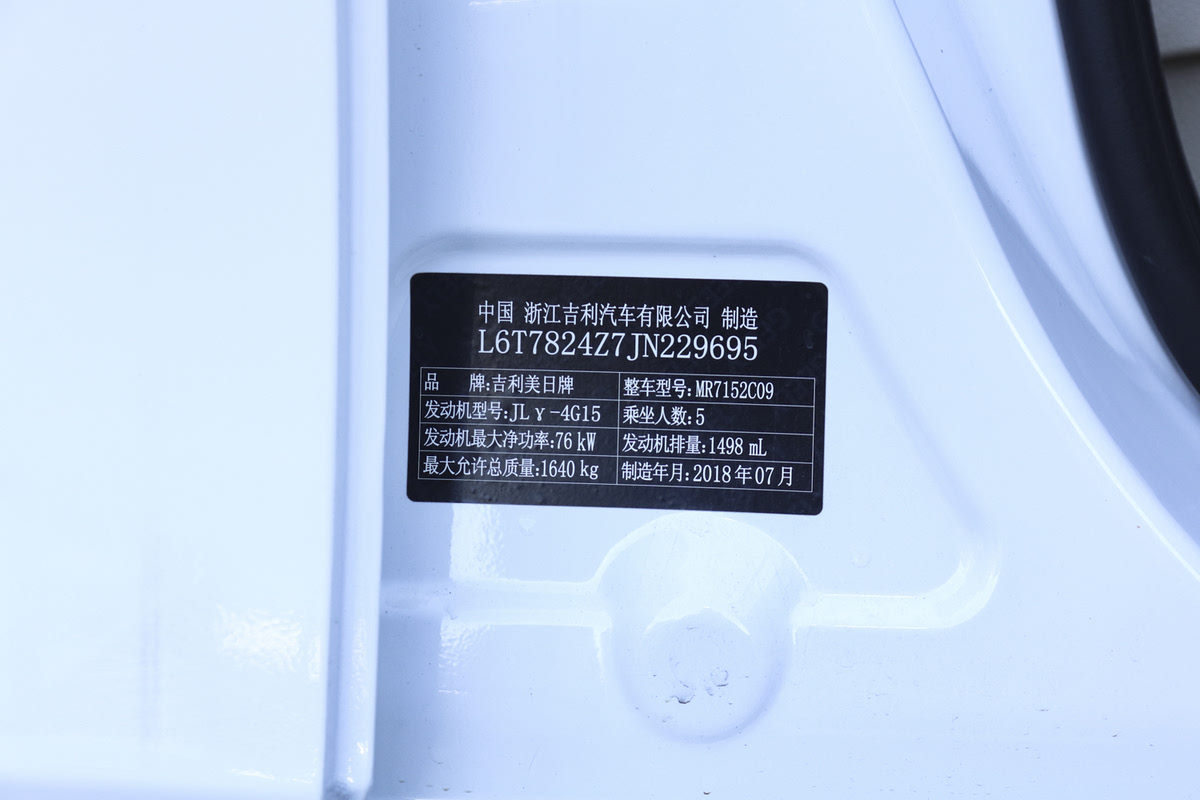 中国 浙江吉利汽车有限公司 制造
L6T7824Z7JN229695
品 牌:吉利美日牌 整车型号:MR7152C09
发动机型号:JLγ-4G15 乘坐人数:5
发动机最大净功率:76 kW 发动机排量:1498 mL
最大允许总质量:1640 kg 制造年月:2018年07月